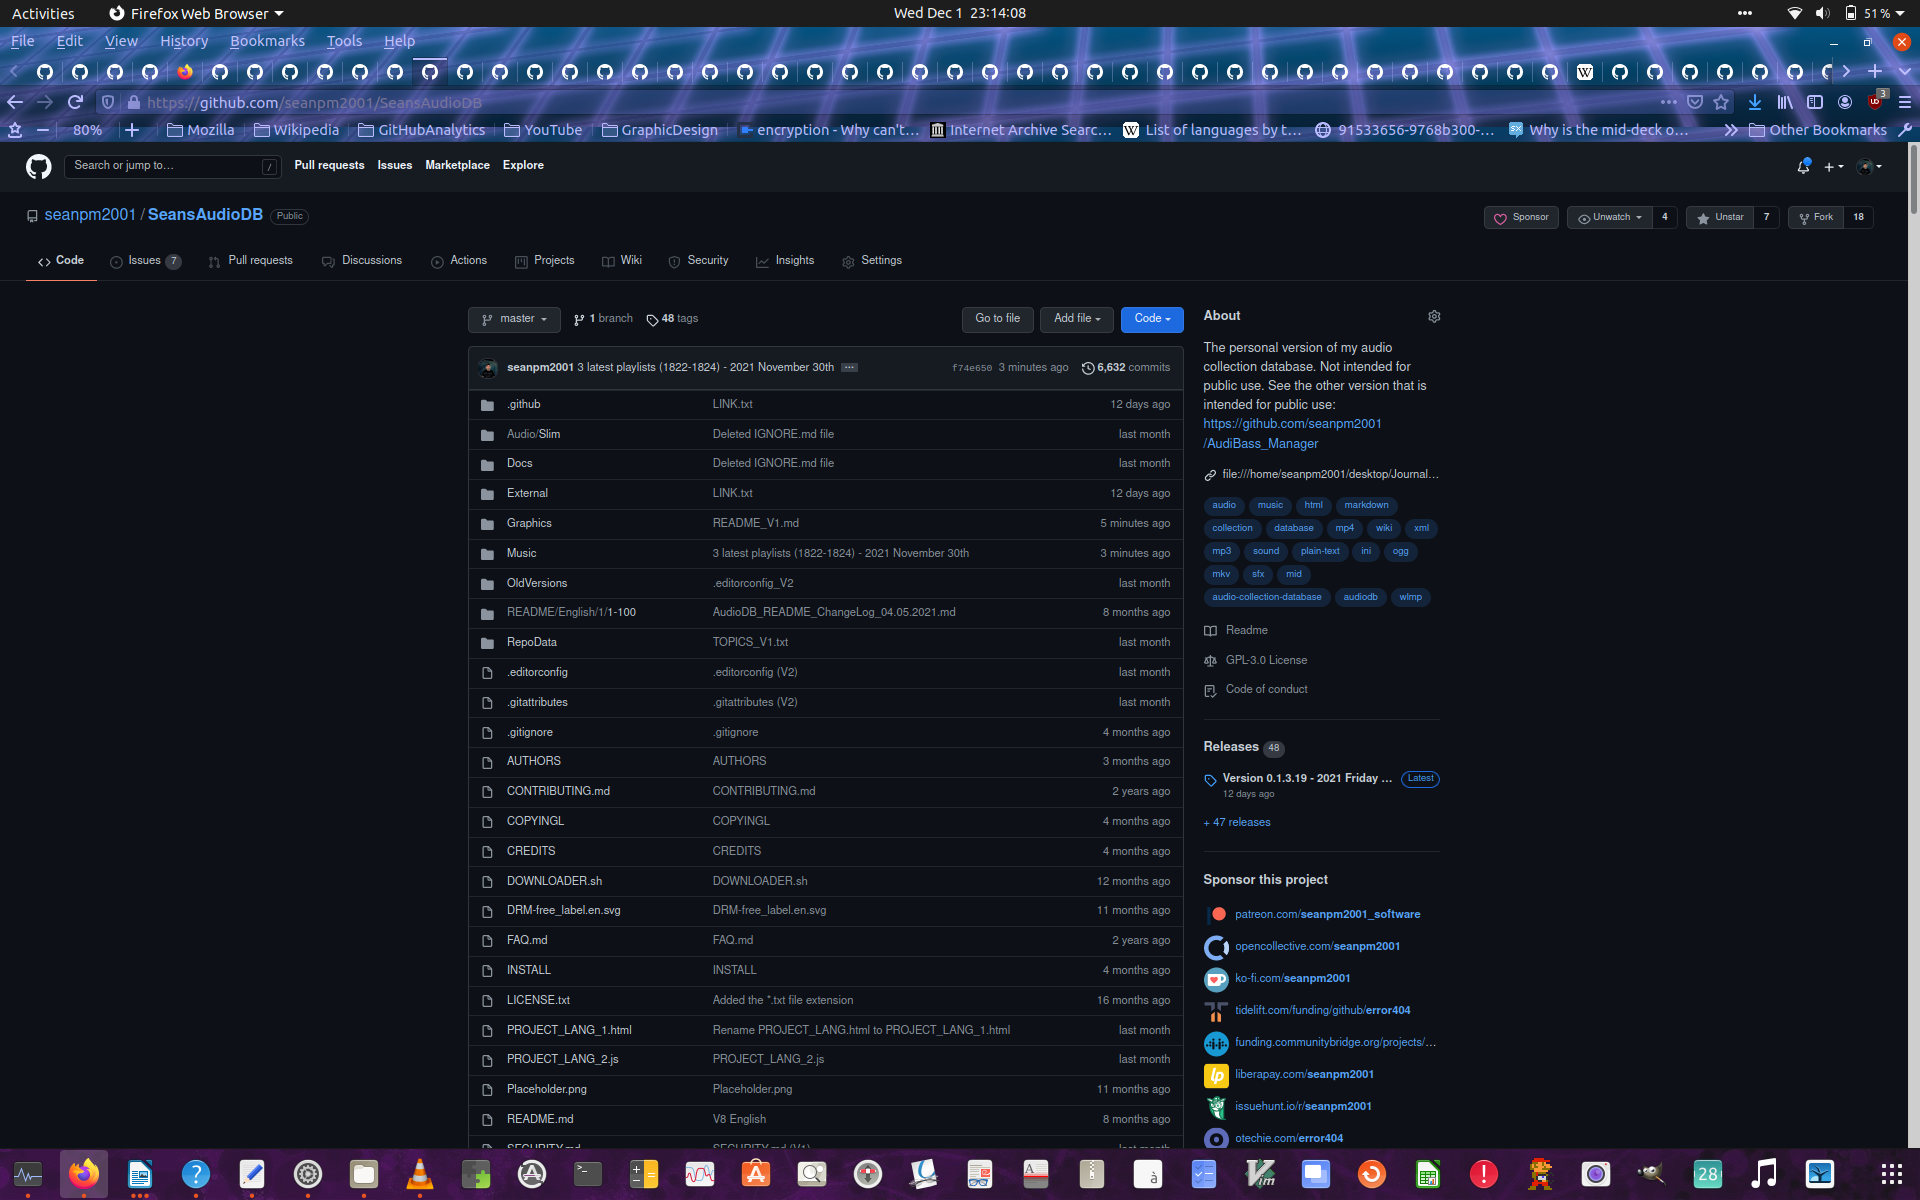 Activities Firefox Web Browser Wed Dec 1 23:14:08 51 %
File Edit View History Bookmarks Tools Help
https://github.com/seanpm2001/SeansAudioDB 3
80% Mozilla Wikipedia GitHubAnalytics YouTube GraphicDesign encryption - Why can't… Internet Archive Searc… List of languages by t… 91533656-9768b300-… Why is the mid-deck o… Other Bookmarks
Search or jump to… / Pull requests Issues Marketplace Explore
seanpm2001 / SeansAudioDB Public Sponsor Unwatch 4 Unstar 7 Fork 18
Code Issues 7 Pull requests Discussions Actions Projects Wiki Security Insights Settings
master 1 branch 48 tags Go to file Add file Code
seanpm2001 3 latest playlists (1822-1824) - 2021 November 30th ··· f74e650 3 minutes ago 6,632 commits
.github LINK.txt 12 days ago
Audio/Slim Deleted IGNORE.md file last month
Docs Deleted IGNORE.md file last month
External LINK.txt 12 days ago
Graphics README_V1.md 5 minutes ago
Music 3 latest playlists (1822-1824) - 2021 November 30th 3 minutes ago
OldVersions .editorconfig_V2 last month
README/English/1/1-100 AudioDB_README_ChangeLog_04.05.2021.md 8 months ago
RepoData TOPICS_V1.txt last month
.editorconfig .editorconfig (V2) last month
.gitattributes .gitattributes (V2) last month
.gitignore .gitignore 4 months ago
AUTHORS AUTHORS 3 months ago
CONTRIBUTING.md CONTRIBUTING.md 2 years ago
COPYINGL COPYINGL 4 months ago
CREDITS CREDITS 4 months ago
DOWNLOADER.sh DOWNLOADER.sh 12 months ago
DRM-free_label.en.svg DRM-free_label.en.svg 11 months ago
FAQ.md FAQ.md 2 years ago
INSTALL INSTALL 4 months ago
LICENSE.txt Added the *.txt file extension 16 months ago
PROJECT_LANG_1.html Rename PROJECT_LANG.html to PROJECT_LANG_1.html last month
PROJECT_LANG_2.js PROJECT_LANG_2.js last month
Placeholder.png Placeholder.png 11 months ago
README.md V8 English 8 months ago
SECURITY.md SECURITY.md (V1) last month
About
The personal version of my audio
collection database. Not intended for
public use. See the other version that is
intended for public use:
https://github.com/seanpm2001
/AudiBass_Manager
file:///home/seanpm2001/desktop/Journal…
audio music html markdown
collection database mp4 wiki xml
mp3 sound plain-text ini ogg
mkv sfx mid
audio-collection-database audiodb wlmp
Readme
GPL-3.0 License
Code of conduct
Releases 48
Version 0.1.3.19 - 2021 Friday … Latest
12 days ago
+ 47 releases
Sponsor this project
patreon.com/seanpm2001_software
opencollective.com/seanpm2001
ko-fi.com/seanpm2001
tidelift.com/funding/github/error404
funding.communitybridge.org/projects/…
liberapay.com/seanpm2001
issuehunt.io/r/seanpm2001
otechie.com/error404
28